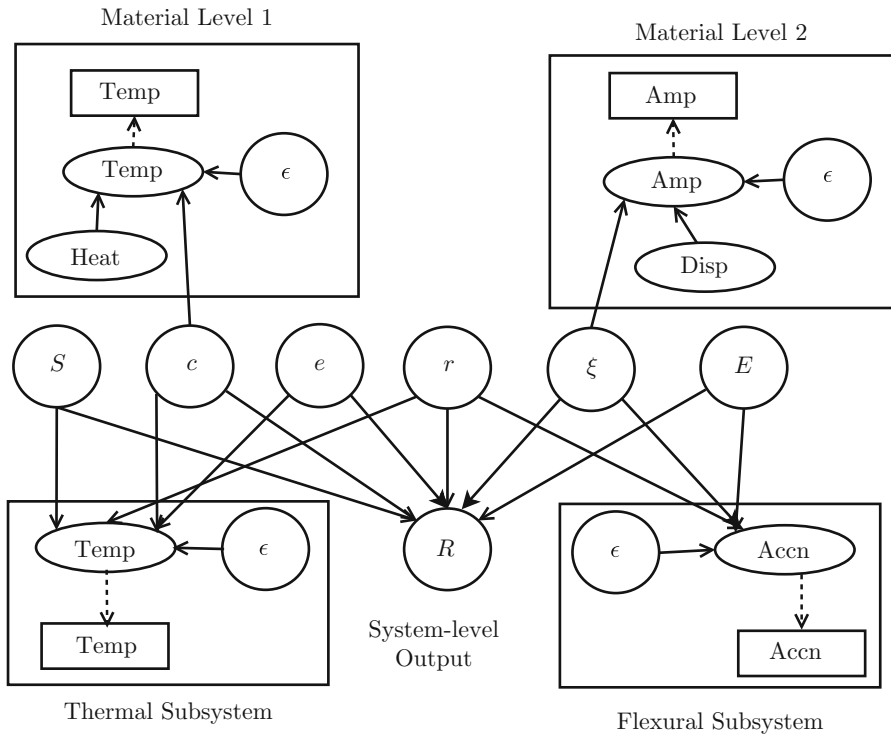 Material Level 1
Material Level 2
Temp
Amp
Temp
ϵ
Amp
ϵ
Heat
Disp
S
c
e
r
ξ
E
Temp
ϵ
R
ϵ
Accn
Temp
System-level
Output
Accn
Thermal Subsystem
Flexural Subsystem